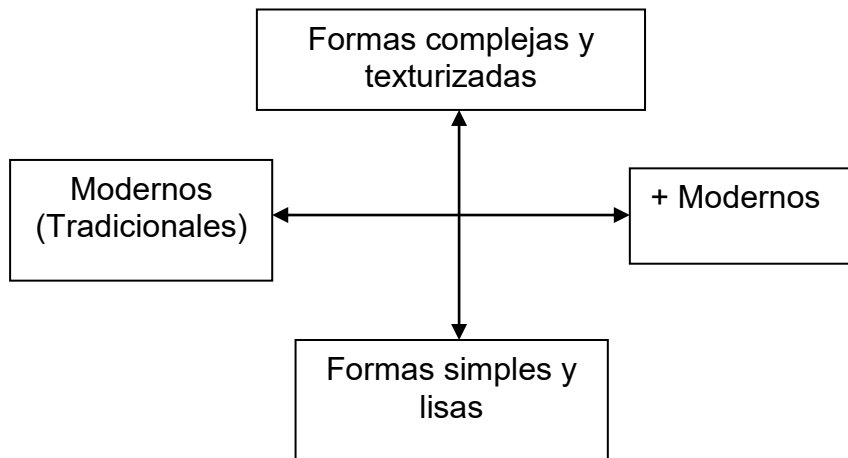 Formas complejas y
texturizadas
Modernos
(Tradicionales)
+ Modernos
Formas simples y
lisas